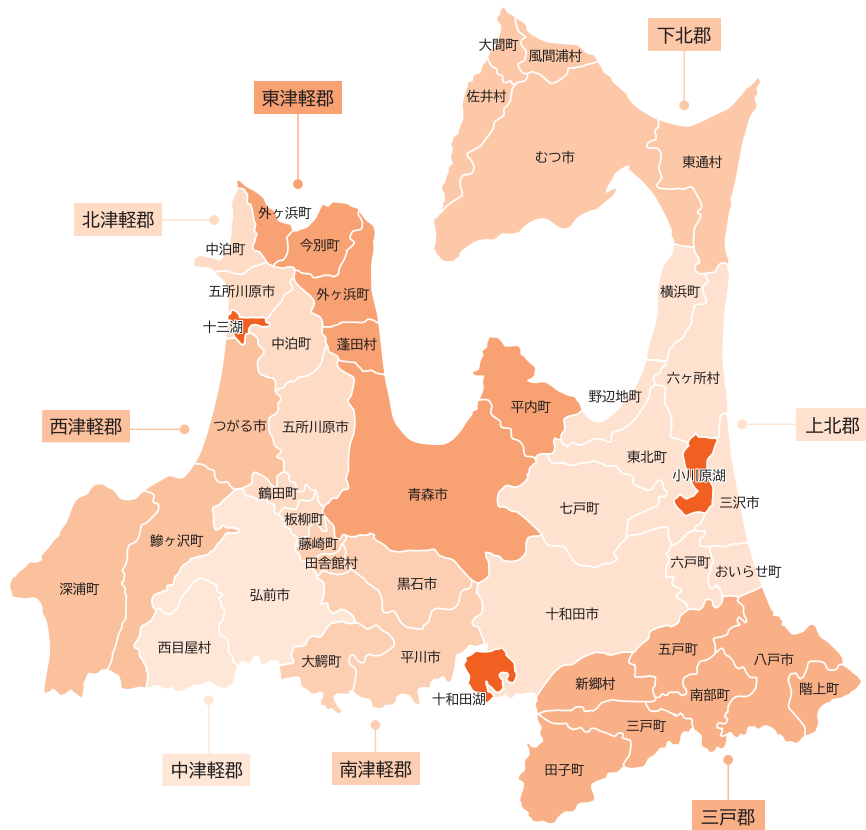 大間町
風間浦村
下北郡
佐井村
むつ市
東通村
東津軽郡
北津軽郡
外ヶ浜町
今別町
中泊町
五所川原市
外ヶ浜町
横浜町
十三湖
中泊町
蓬田村
六ヶ所村
野辺地町
平内町
西津軽郡
つがる市
五所川原市
上北郡
東北町
小川原湖
鶴田町
青森市
七戸町
三沢市
板柳町
鰺ヶ沢町
藤崎町
田舎館村
六戸町
おいらせ町
深浦町
弘前市
黒石市
十和田市
西目屋村
大鰐町
平川市
五戸町
八戸市
新郷村
南部町
階上町
十和田湖
三戸町
中津軽郡
南津軽郡
田子町
三戸郡